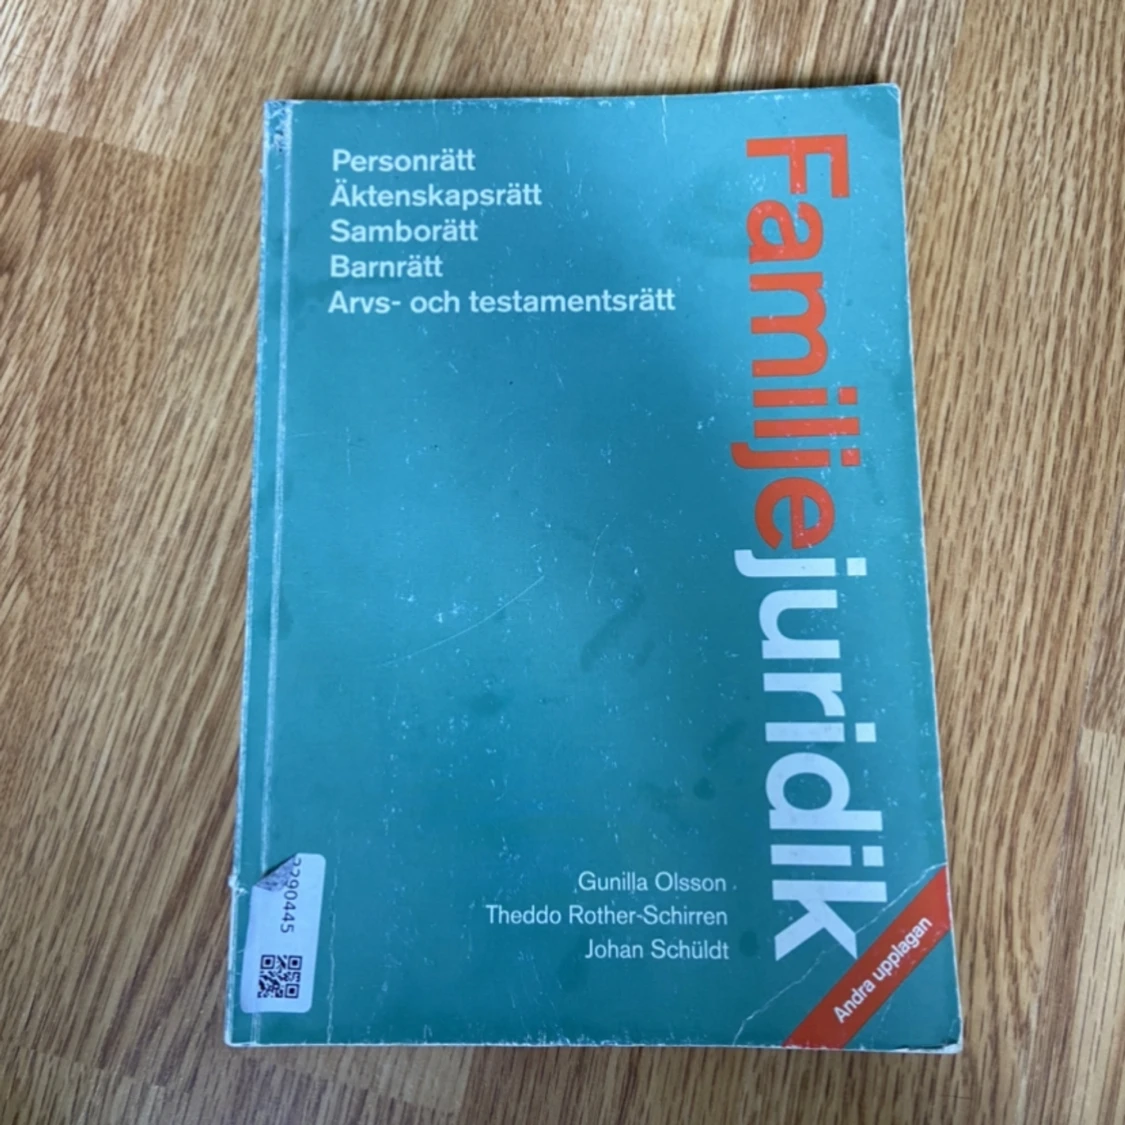 Personrätt
Äktenskapsrätt
Samborätt
Barnrätt
Arvs- och testamentsrätt
Familjejuridik
Gunilla Olsson
Theddo Rother-Schirren
Johan Schüldt
Andra upplagan